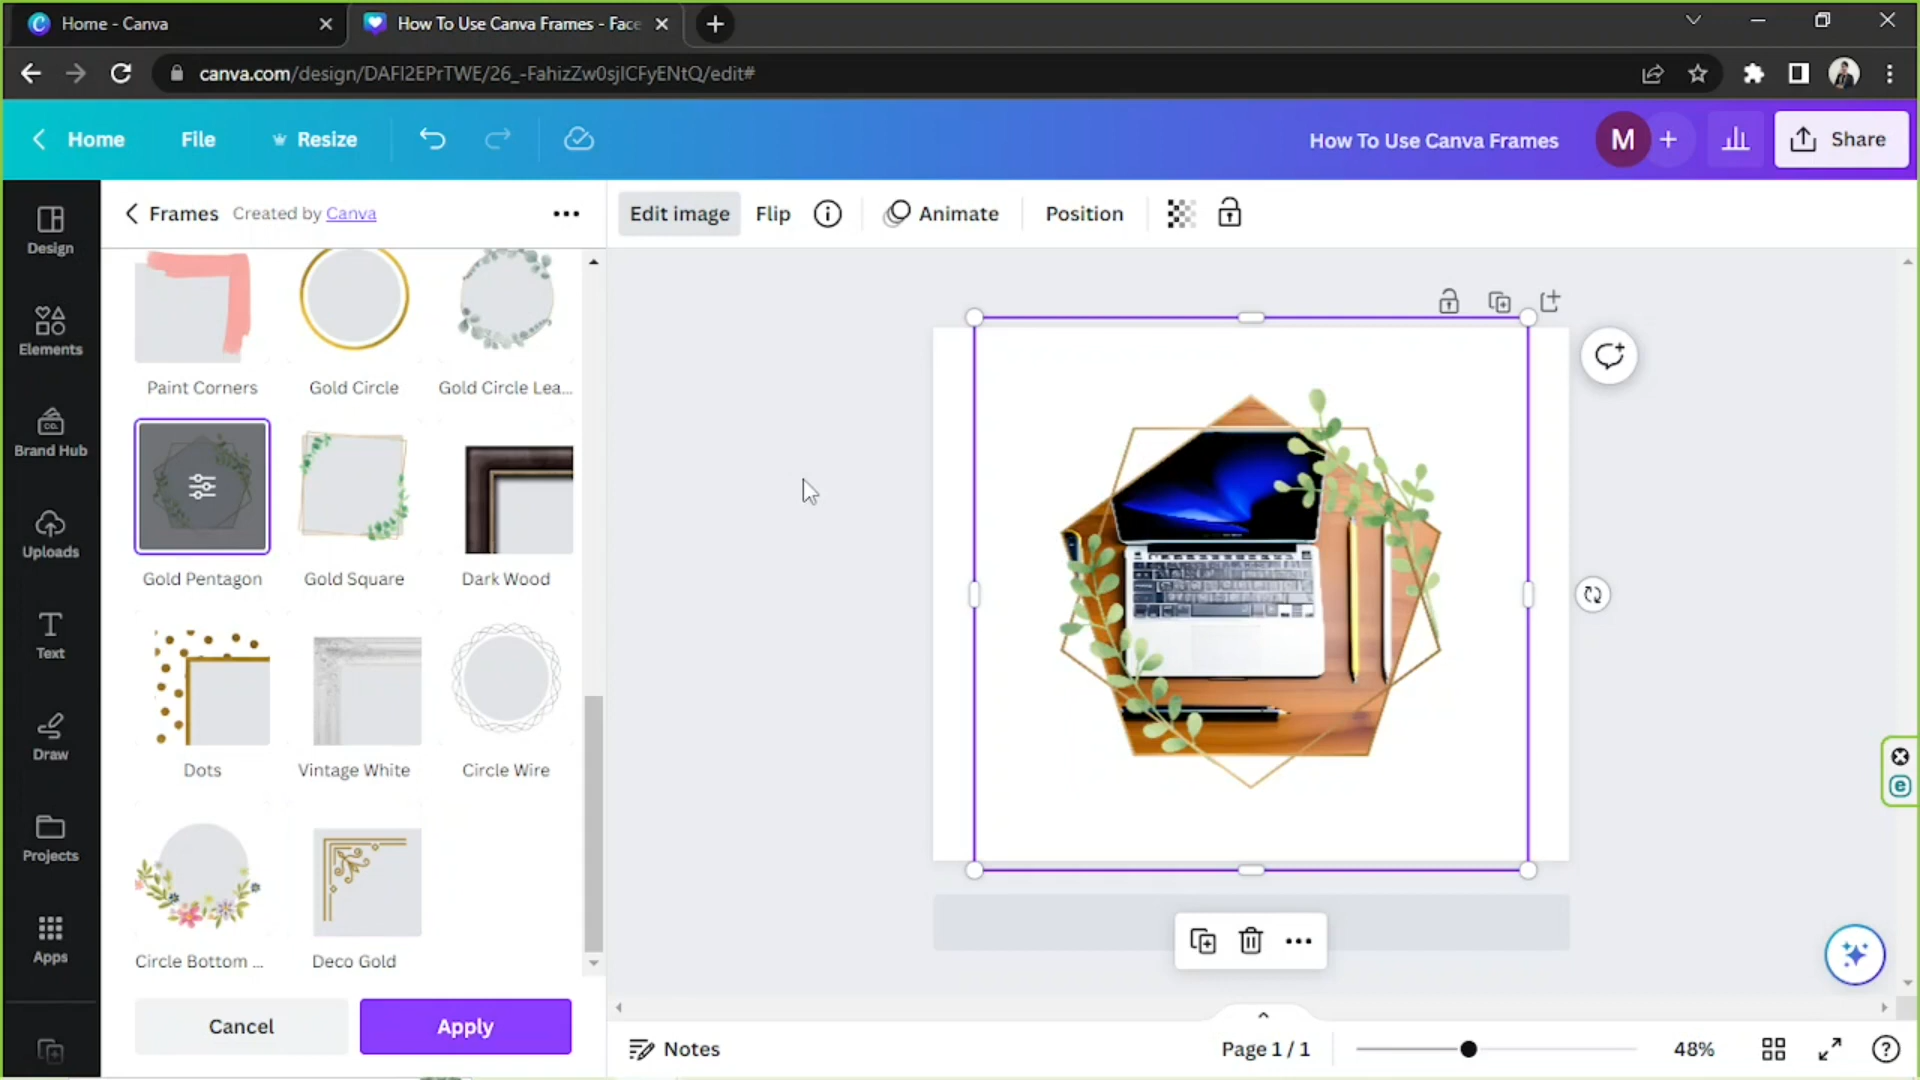 Home - Canva
How To Use Canva Frames - Face
canva.com/design/DAFI2EPrTWE/26_-FahizZw0sjICFyENtQ/edit#
Home
File
Resize
How To Use Canva Frames
M
Share
Design
Elements
Brand Hub
Uploads
Text
Draw
Projects
Apps
Frames
Created by Canva
Edit image
Flip
Animate
Position
Paint Corners
Gold Circle
Gold Circle Lea...
Gold Pentagon
Gold Square
Dark Wood
Dots
Vintage White
Circle Wire
Circle Bottom ...
Deco Gold
Cancel
Apply
Notes
Page 1 / 1
48%